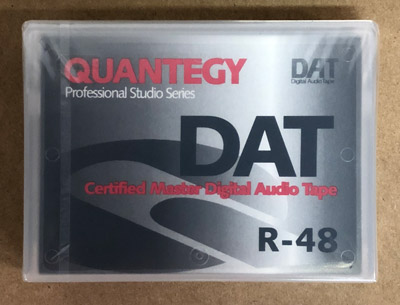 QUANTEGY
Professional Studio Series
DAT
Digital Audio Tape
DAT
Certified Master Digital Audio Tape
R-48